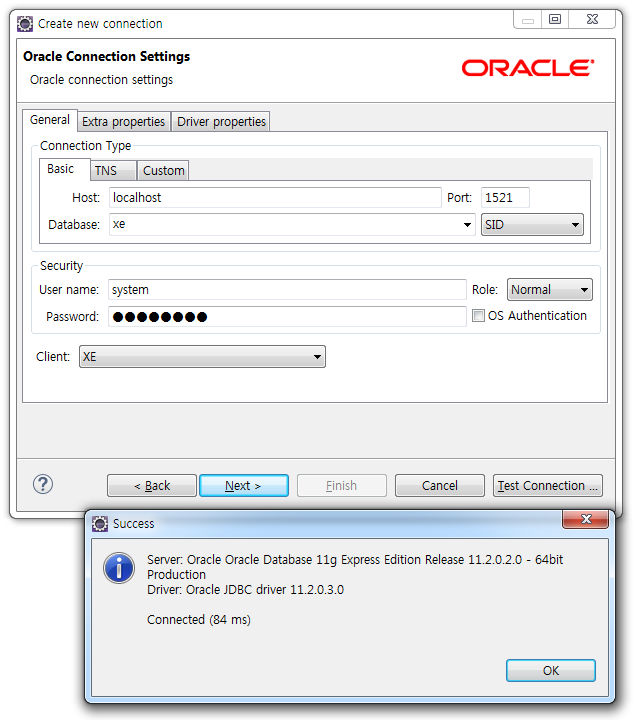 Create new connection
Oracle Connection Settings
Oracle connection settings
ORACLE
General Extra properties Driver properties
Connection Type
Basic TNS Custom
Host: localhost Port: 1521
Database: xe SID
Security
User name: system Role: Normal
Password: ●●●●●●●● OS Authentication
Client: XE
? < Back Next > Finish Cancel Test Connection ...
Success
Server: Oracle Oracle Database 11g Express Edition Release 11.2.0.2.0 - 64bit
Production
Driver: Oracle JDBC driver 11.2.0.3.0
Connected (84 ms)
OK